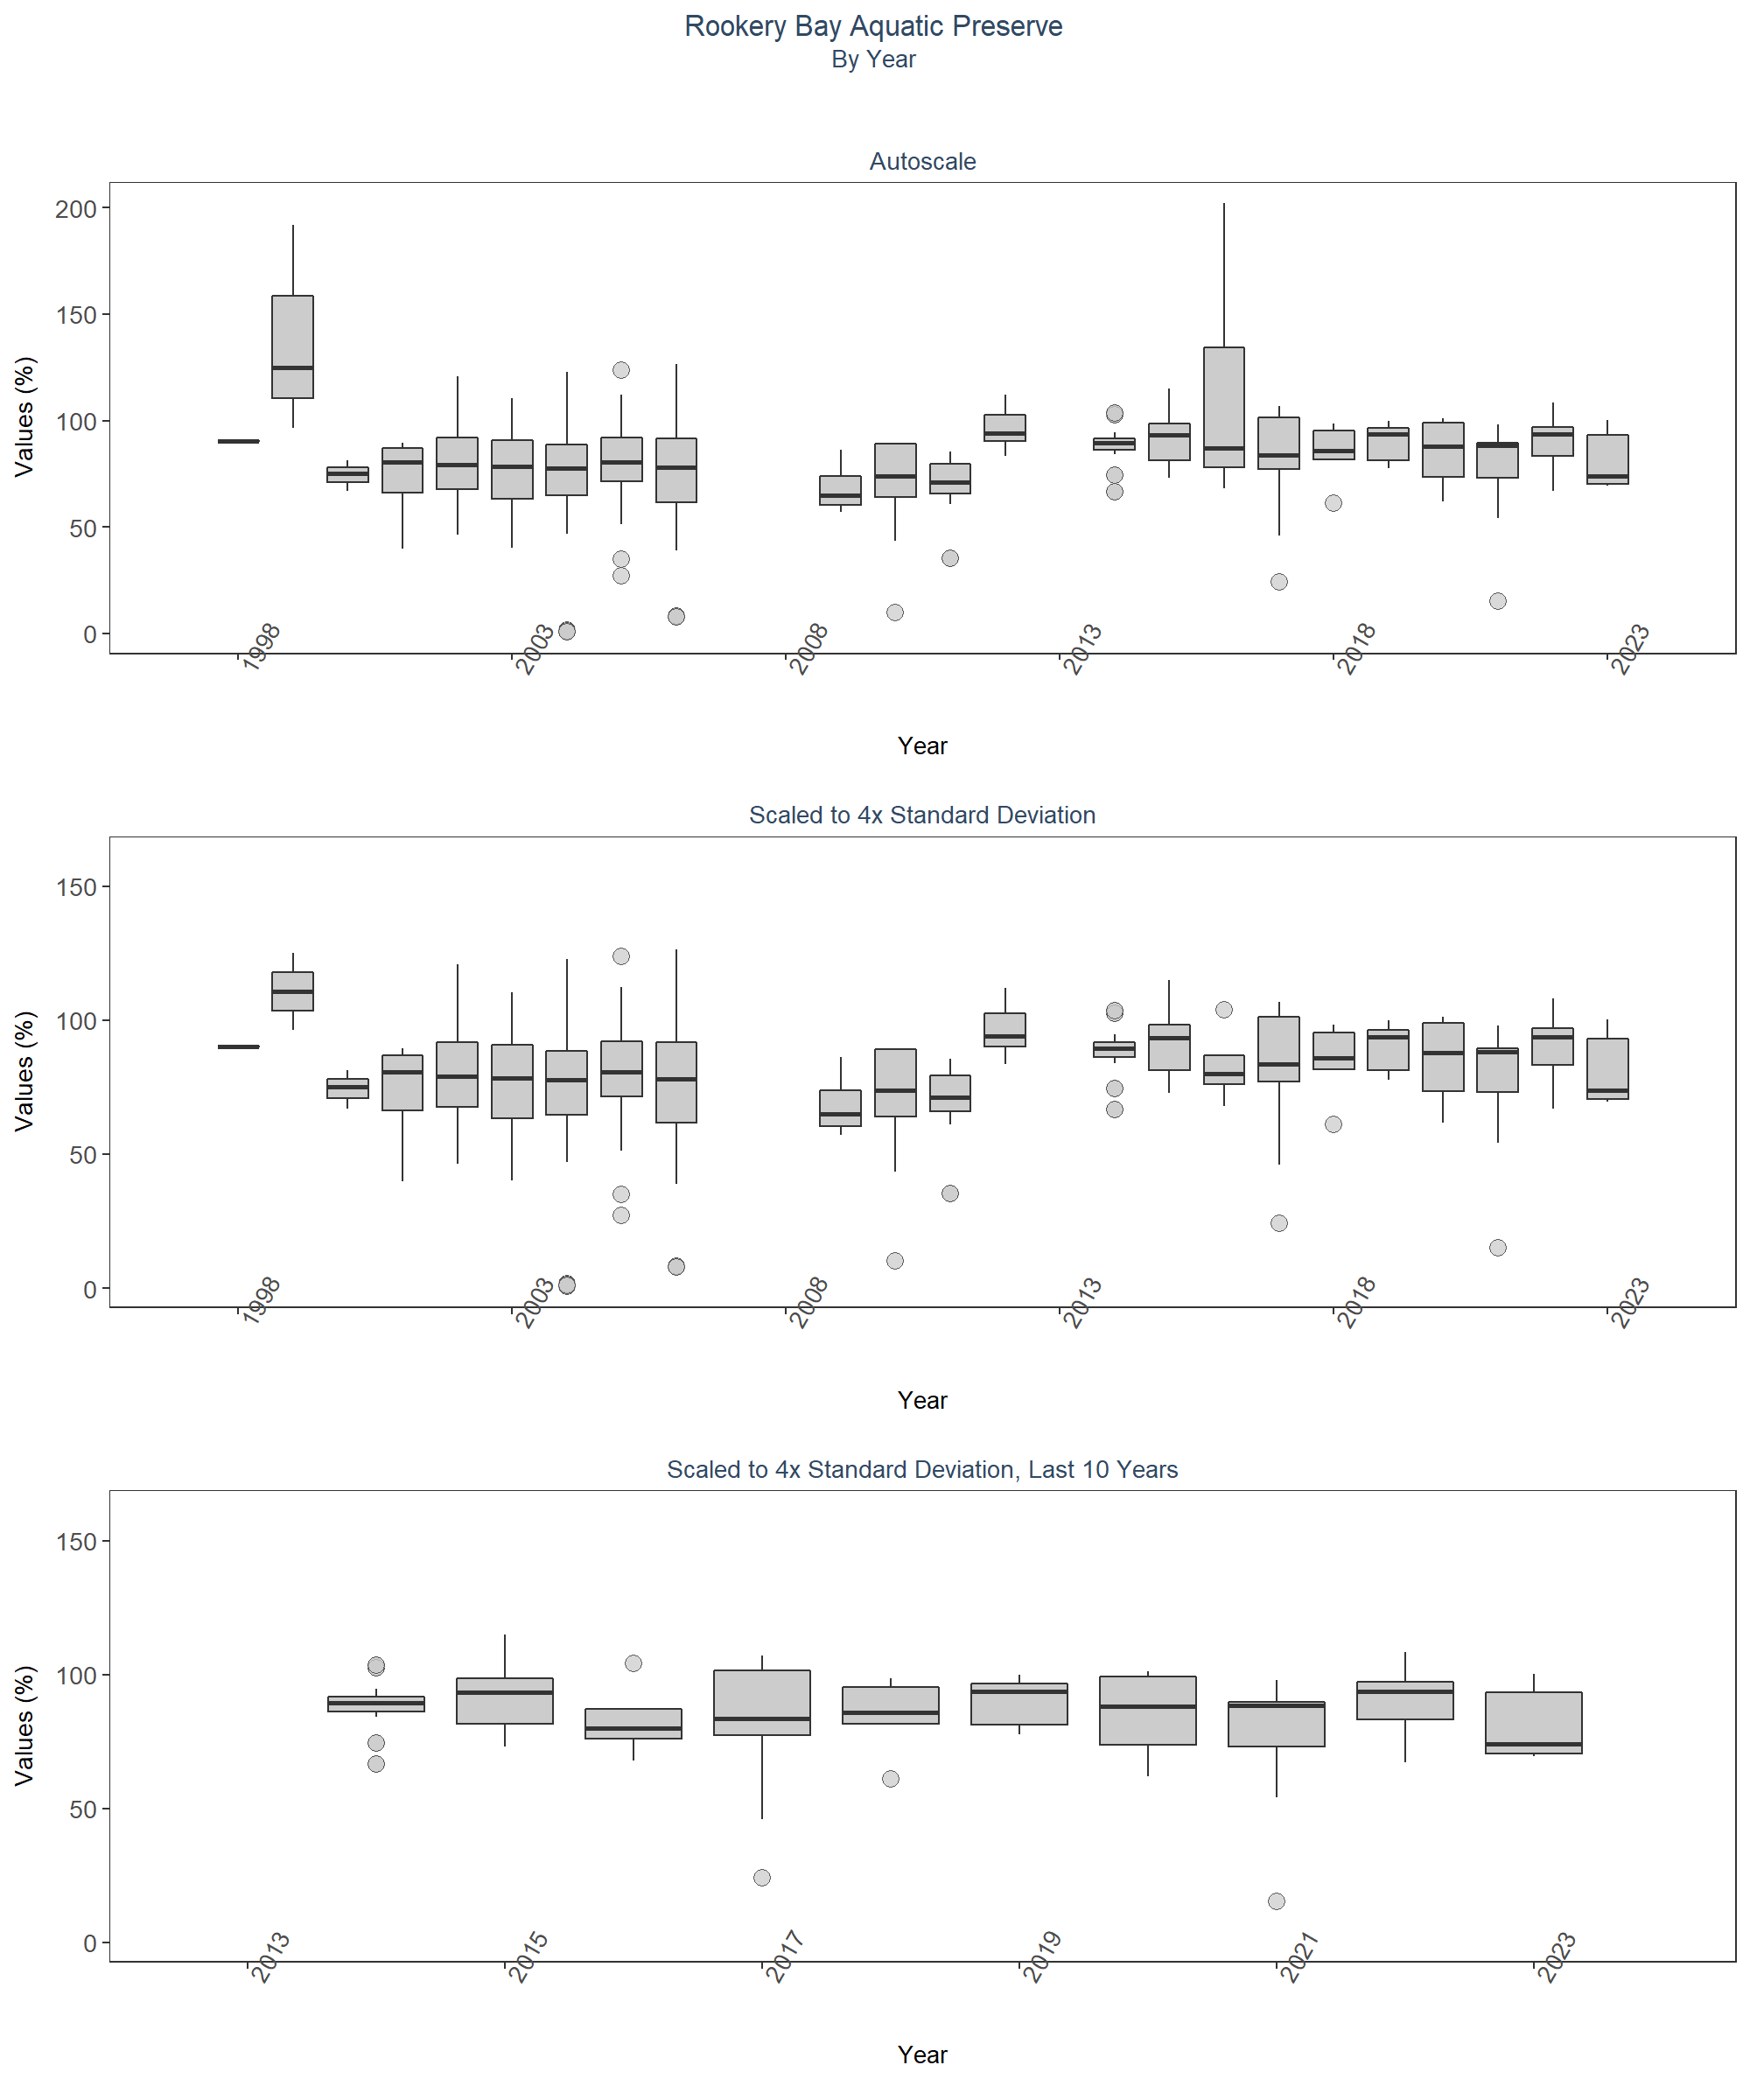 Rookery Bay Aquatic Preserve
By Year
Autoscale
Values (%)
200
150
100
50
0
1998
2003
2008
2013
2018
2023
Year
Scaled to 4x Standard Deviation
Values (%)
150
100
50
0
1998
2003
2008
2013
2018
2023
Year
Scaled to 4x Standard Deviation, Last 10 Years
Values (%)
150
100
50
0
2013
2015
2017
2019
2021
2023
Year